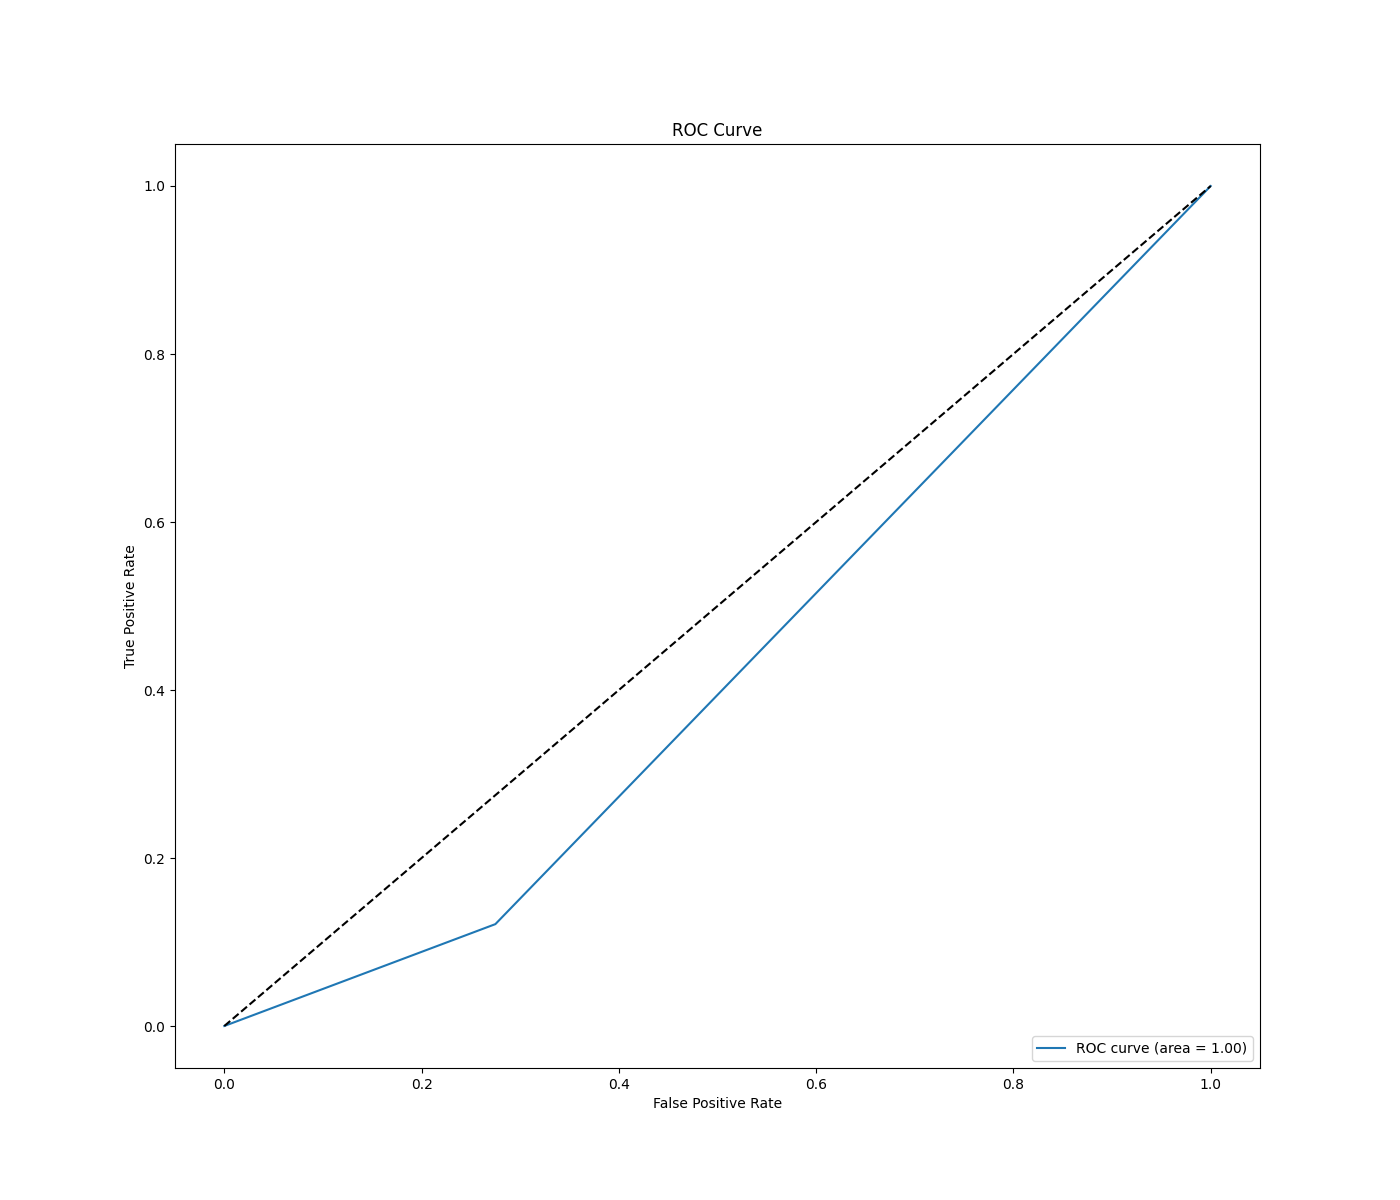 ROC Curve
1.0
0.8
0.6
0.4
0.2
0.0
True Positive Rate
0.0 0.2 0.4 0.6 0.8 1.0
False Positive Rate
ROC curve (area = 1.00)